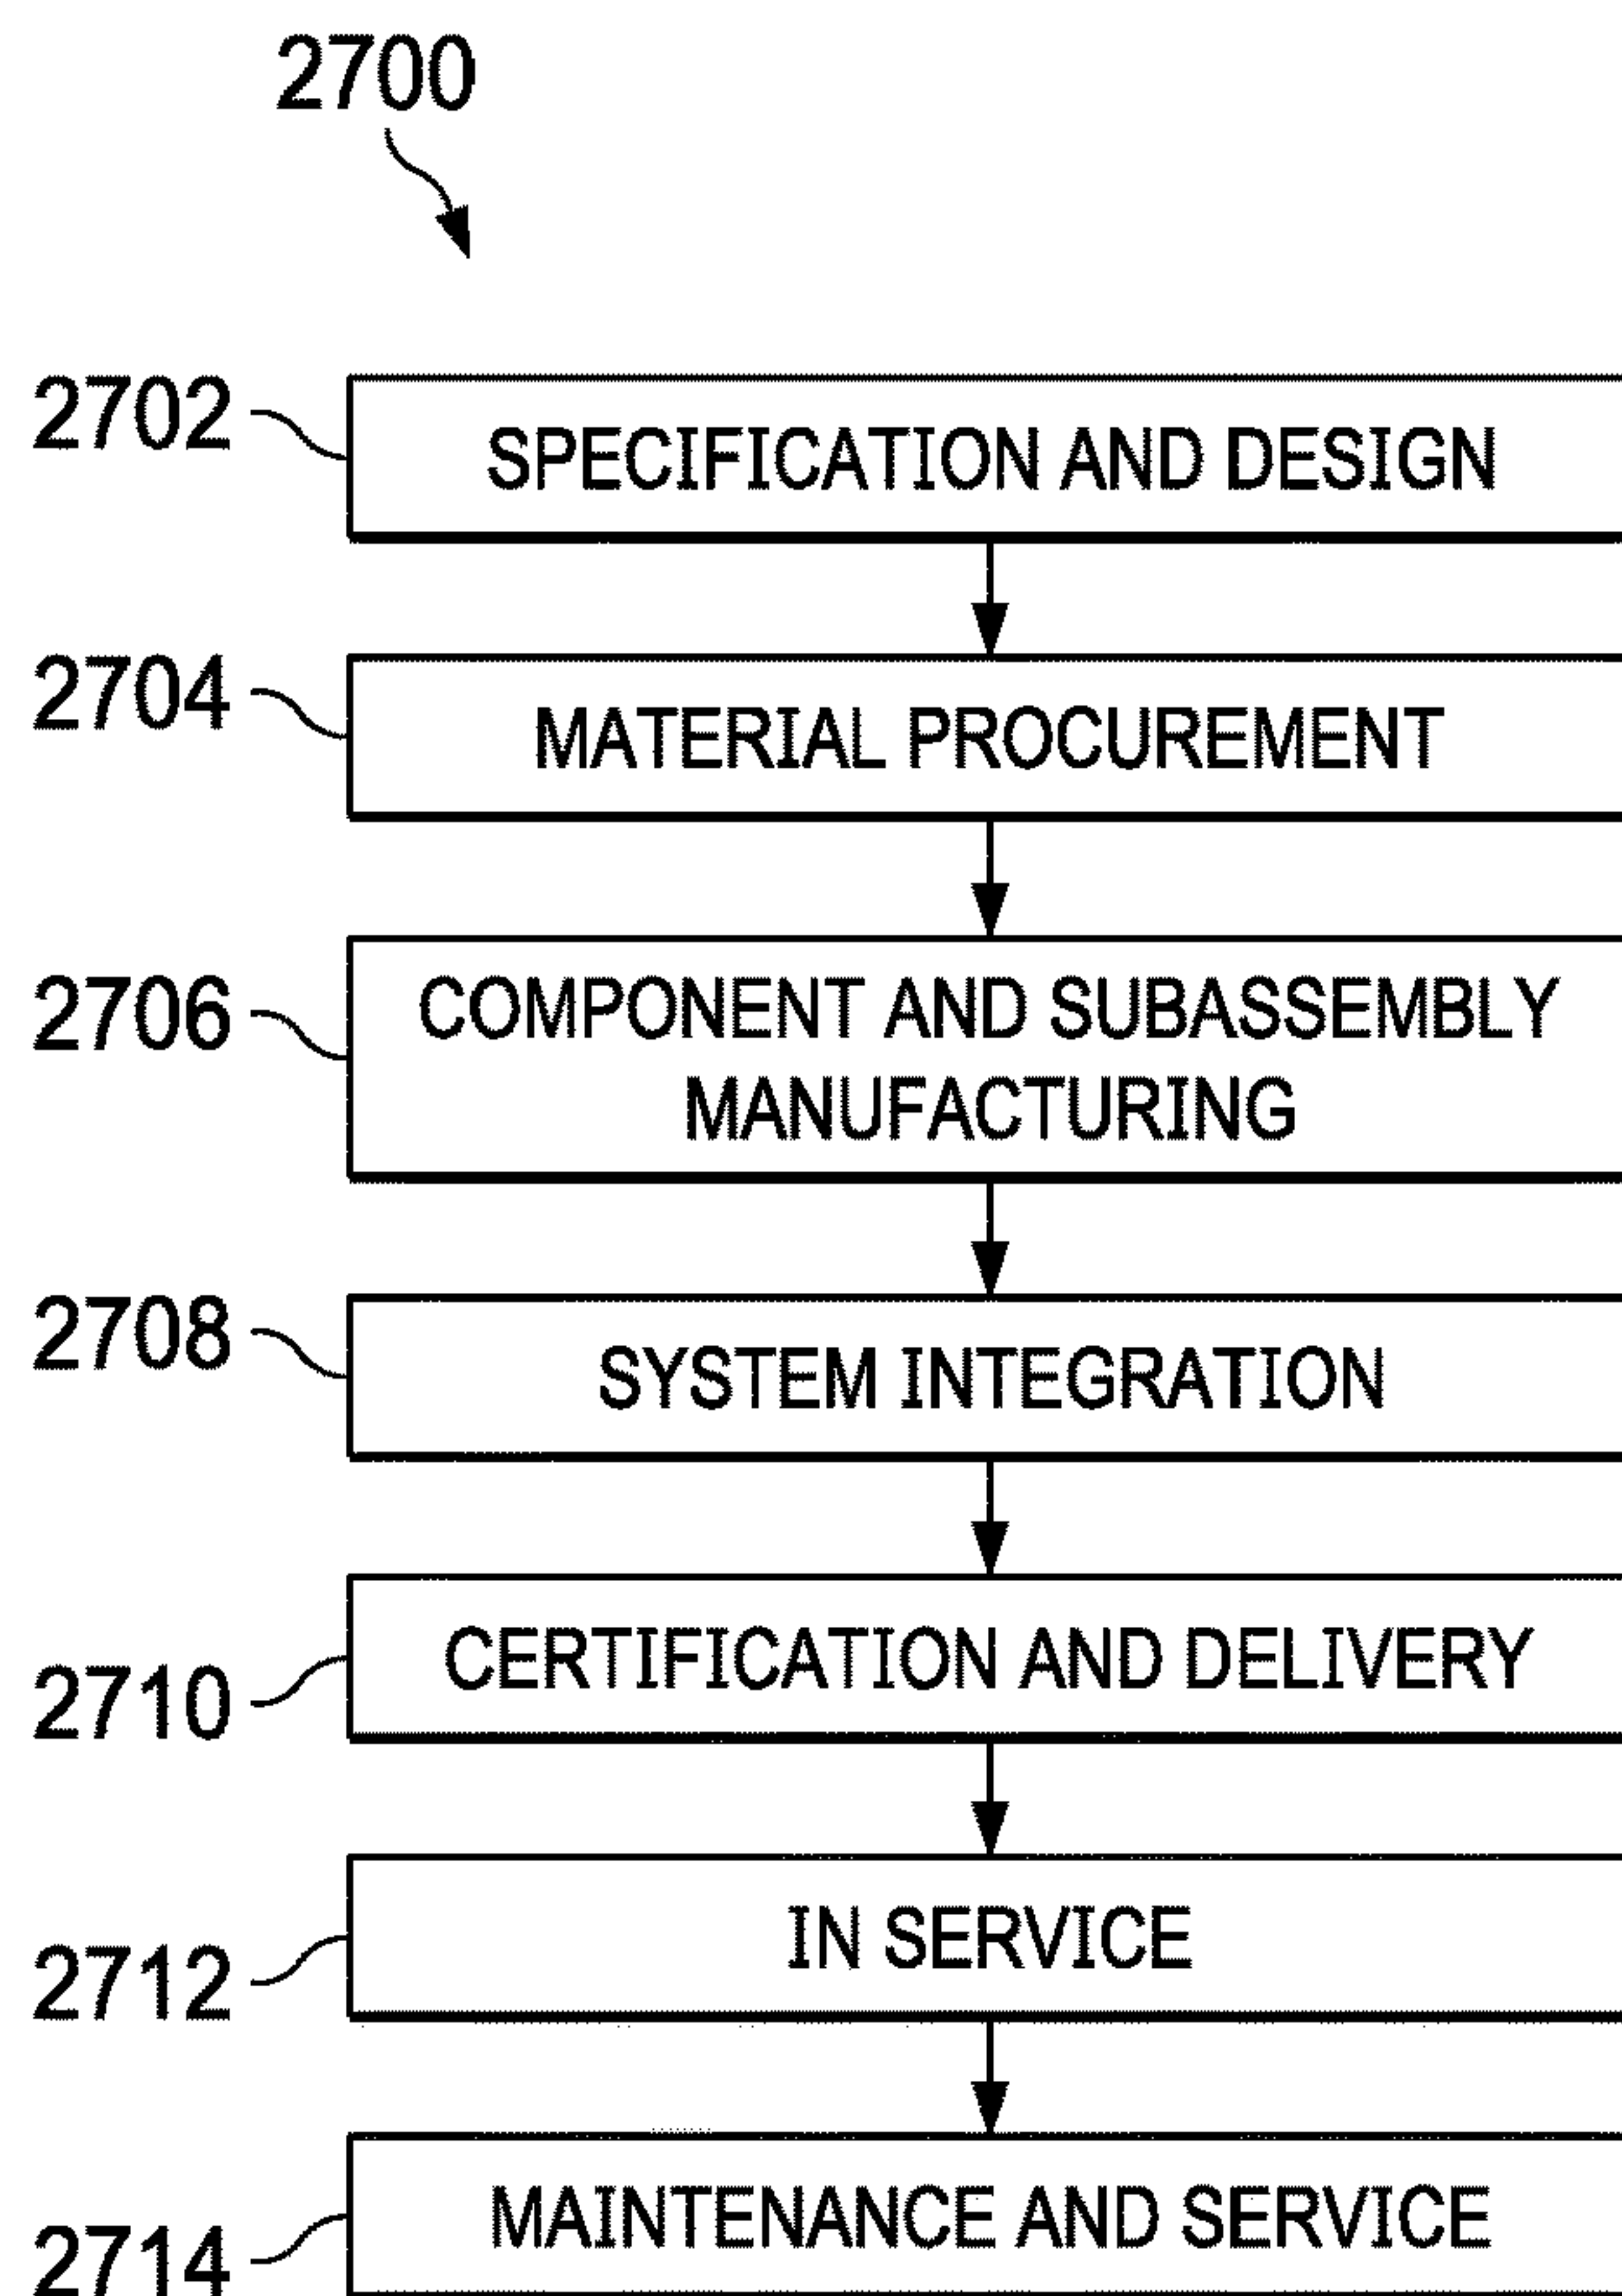 2700
2702
SPECIFICATION AND DESIGN
2704
MATERIAL PROCUREMENT
2706
COMPONENT AND SUBASSEMBLY
MANUFACTURING
2708
SYSTEM INTEGRATION
2710
CERTIFICATION AND DELIVERY
2712
IN SERVICE
2714
MAINTENANCE AND SERVICE